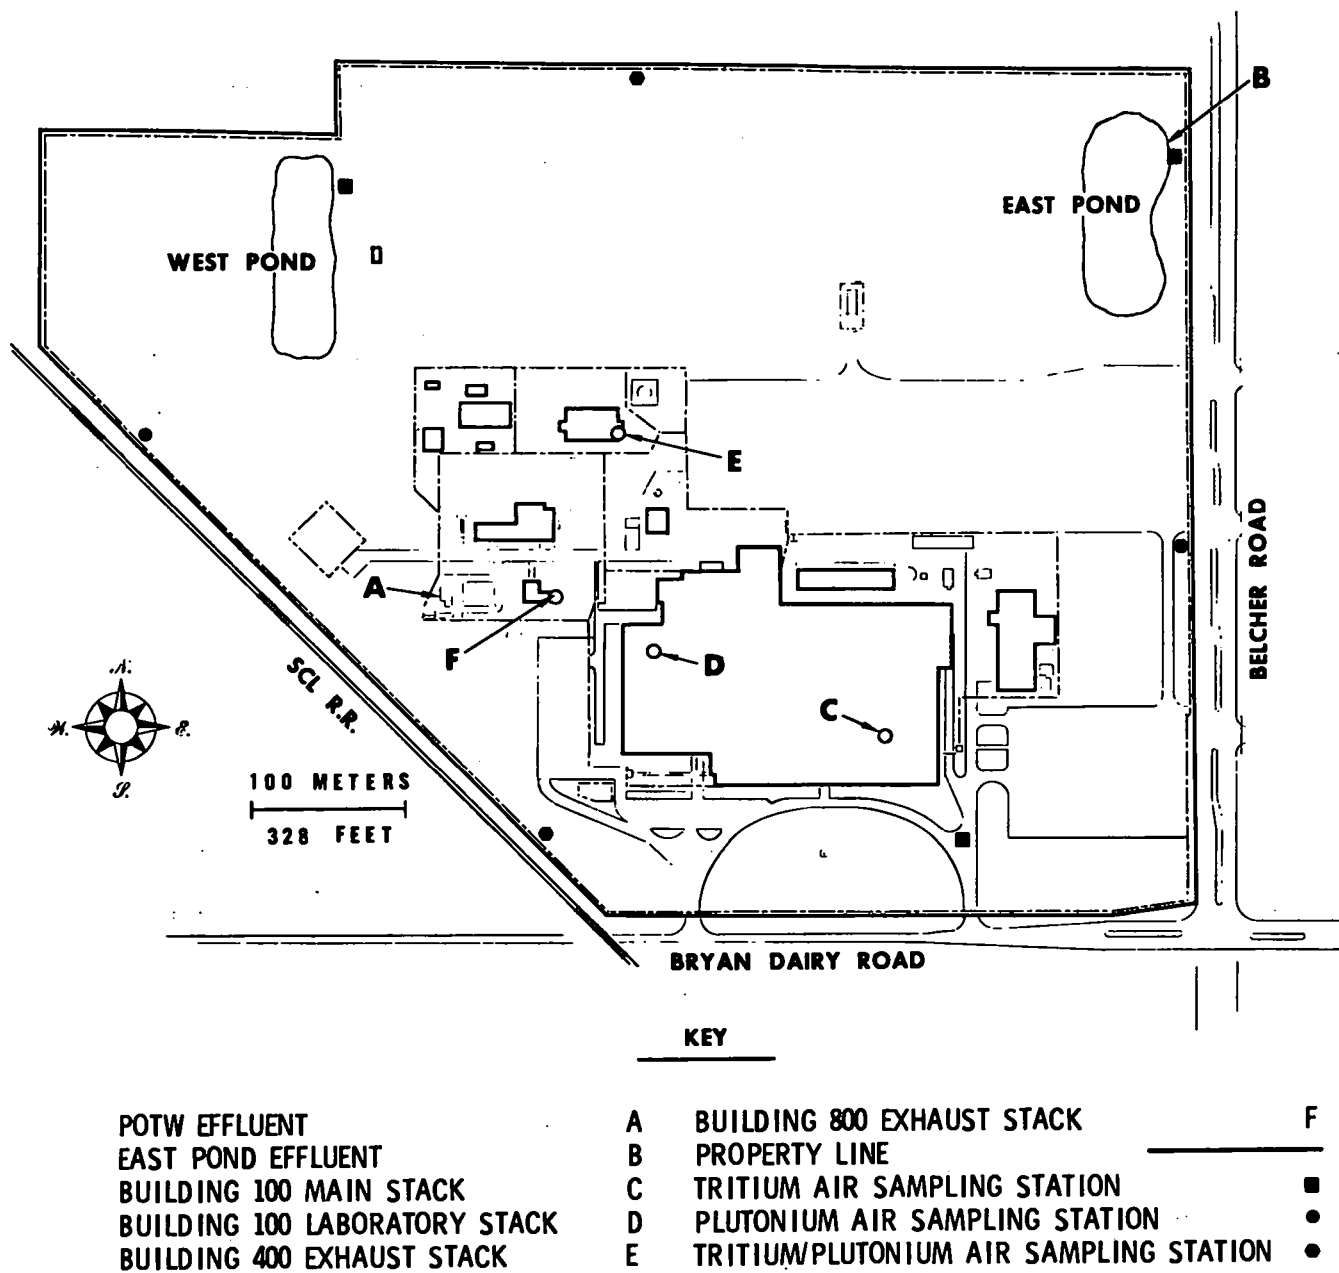 B
EAST POND
WEST POND
E
BELCHER ROAD
A
F
D
SCL R.R.
C
N.
W. E.
S.
100 METERS
328 FEET
BRYAN DAIRY ROAD
KEY
POTW EFFLUENT A BUILDING 800 EXHAUST STACK F
EAST POND EFFLUENT B PROPERTY LINE
BUILDING 100 MAIN STACK C TRITIUM AIR SAMPLING STATION
BUILDING 100 LABORATORY STACK D PLUTONIUM AIR SAMPLING STATION
BUILDING 400 EXHAUST STACK E TRITIUM/PLUTONIUM AIR SAMPLING STATION